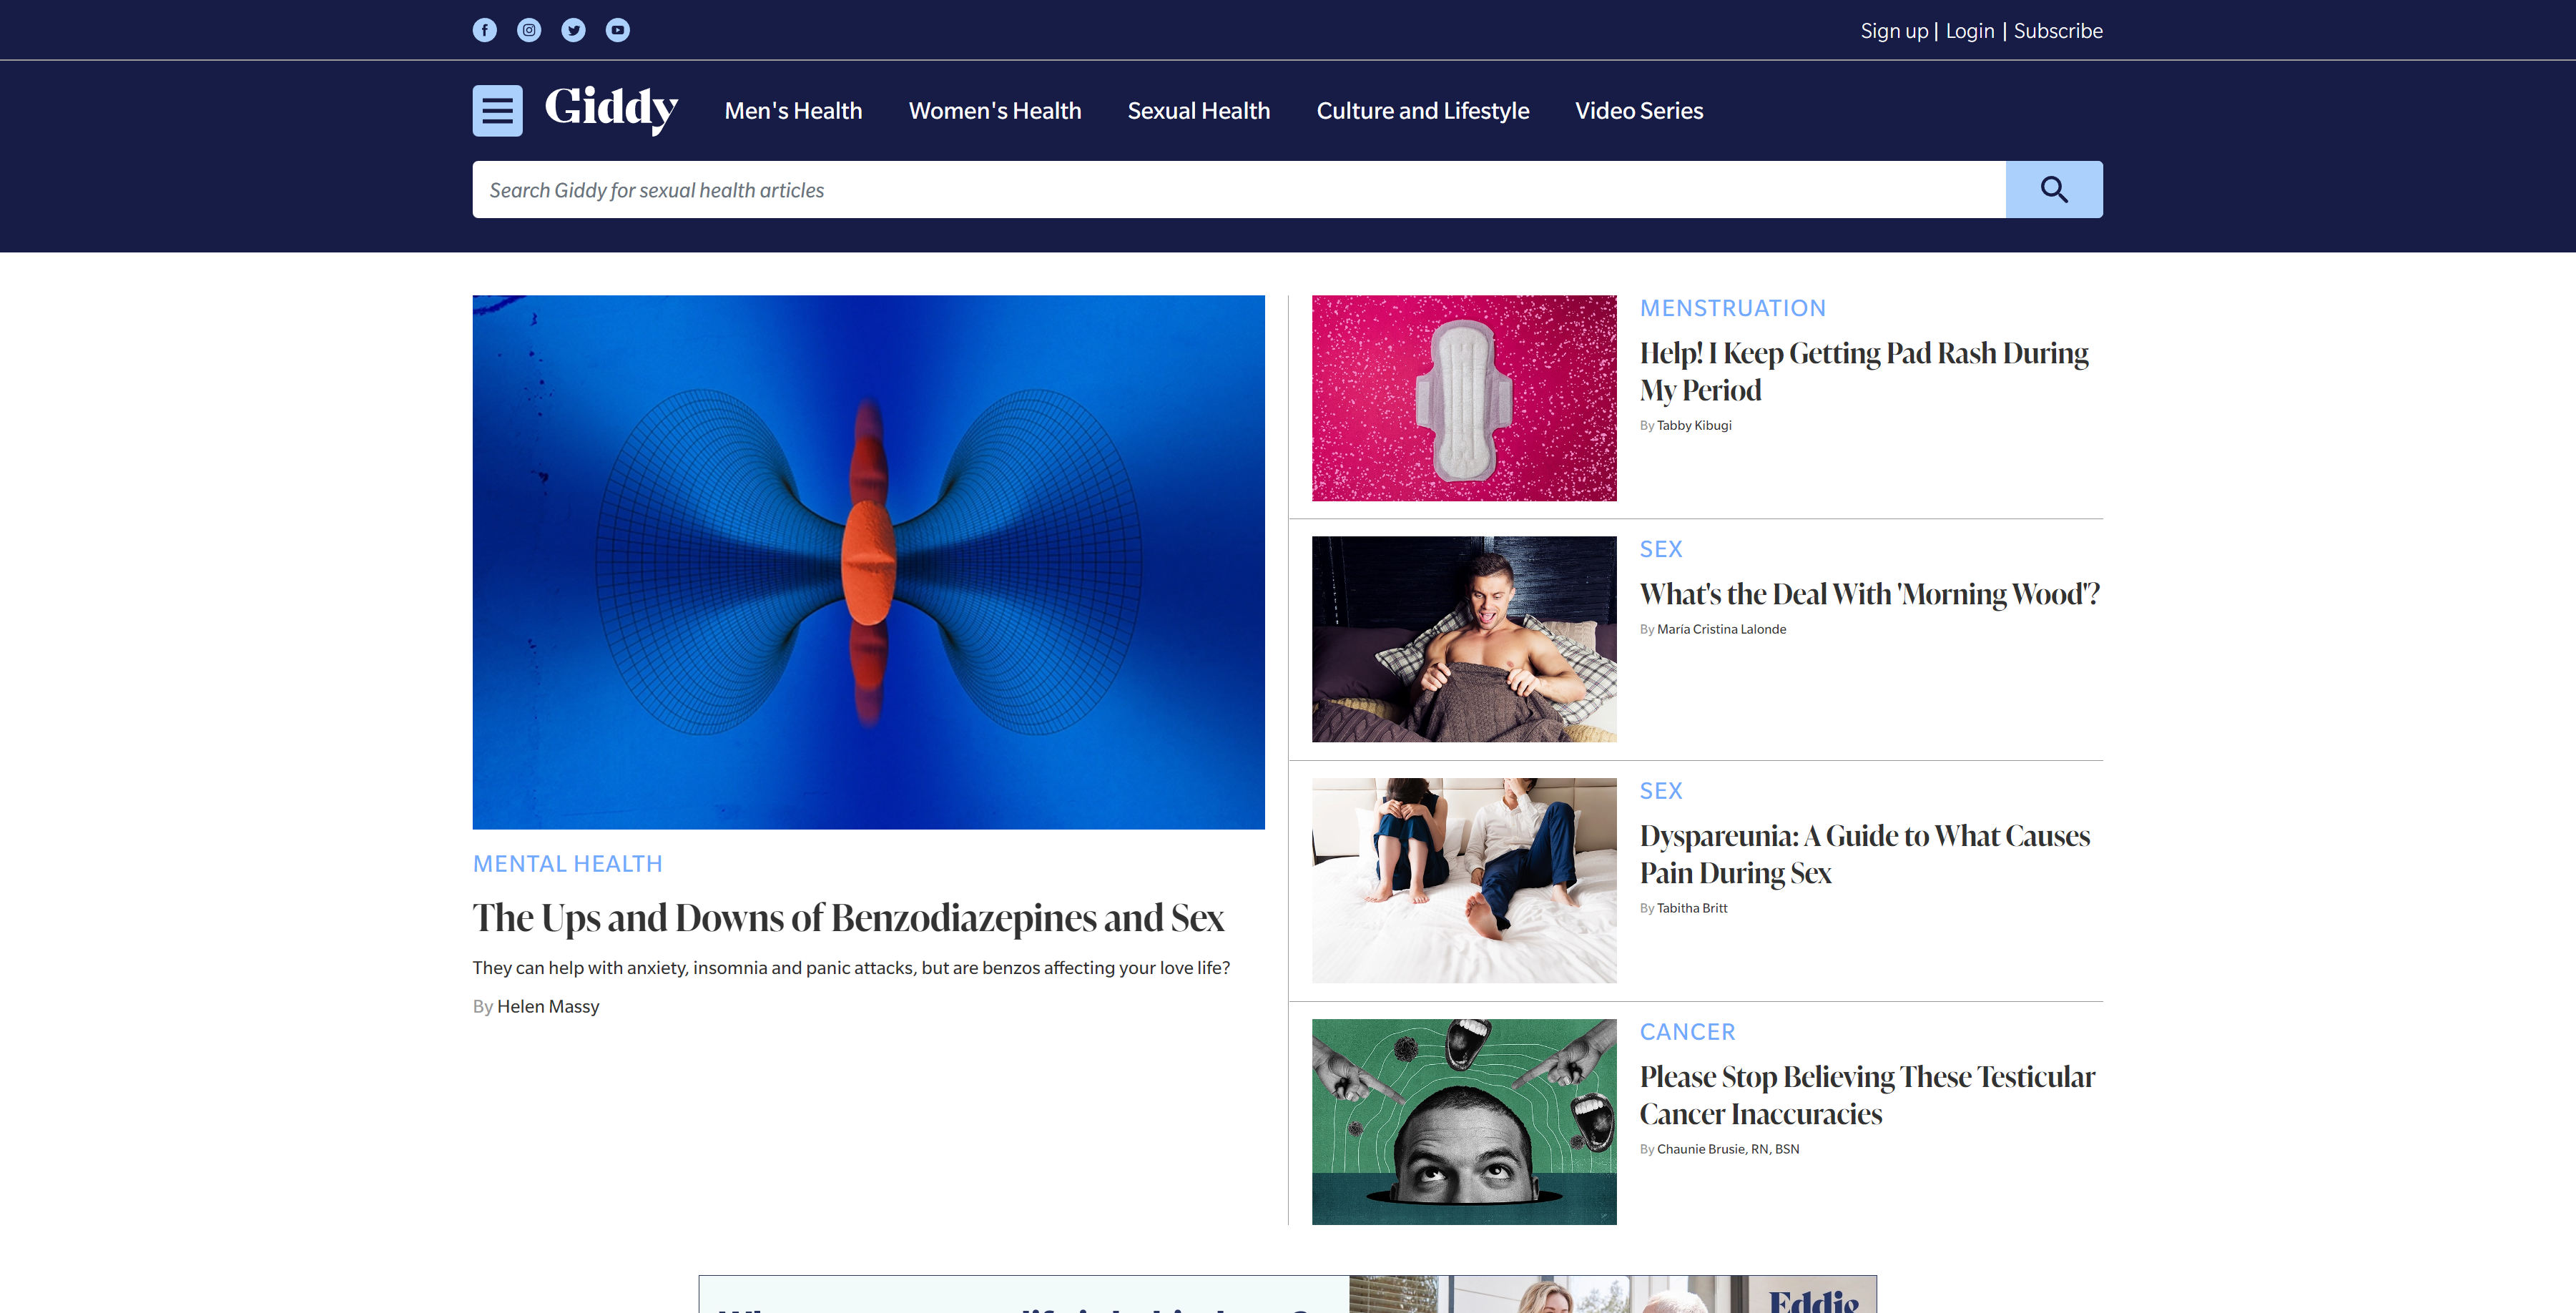 Sign up | Login | Subscribe
Giddy
Men's Health
Women's Health
Sexual Health
Culture and Lifestyle
Video Series
Search Giddy for sexual health articles
MENTAL HEALTH
The Ups and Downs of Benzodiazepines and Sex
They can help with anxiety, insomnia and panic attacks, but are benzos affecting your love life?
By Helen Massy
MENSTRUATION
Help! I Keep Getting Pad Rash During
My Period
By Tabby Kibugi
SEX
What's the Deal With 'Morning Wood'?
By María Cristina Lalonde
SEX
Dyspareunia: A Guide to What Causes
Pain During Sex
By Tabitha Britt
CANCER
Please Stop Believing These Testicular
Cancer Inaccuracies
By Chaunie Brusie, RN, BSN
Eddie